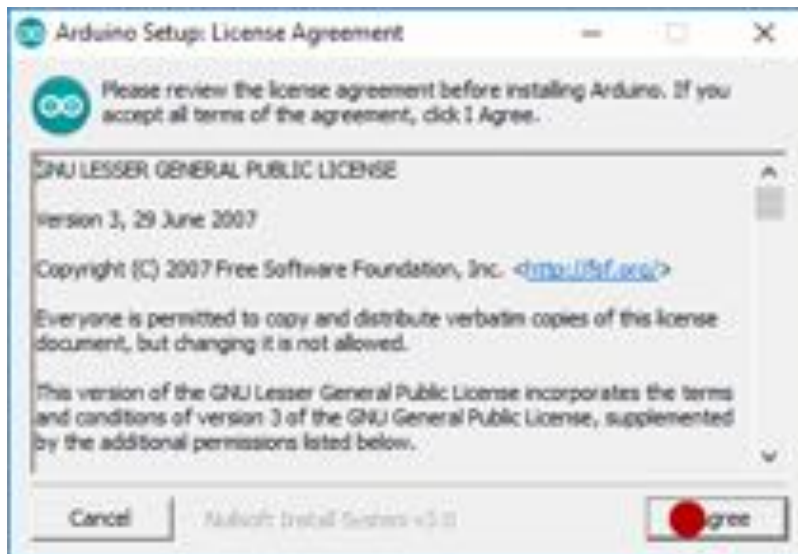 Arduino Setup: License Agreement
Please review the license agreement before installing Arduino. If you
accept all terms of the agreement, click I Agree.
GNU LESSER GENERAL PUBLIC LICENSE
Version 3, 29 June 2007
Copyright (C) 2007 Free Software Foundation, Inc. <http://fsf.org/>
Everyone is permitted to copy and distribute verbatim copies of this license
document, but changing it is not allowed.
This version of the GNU Lesser General Public License incorporates the terms
and conditions of version 3 of the GNU General Public License, supplemented
by the additional permissions listed below.
Cancel
Nullsoft Install System v3.0
gree